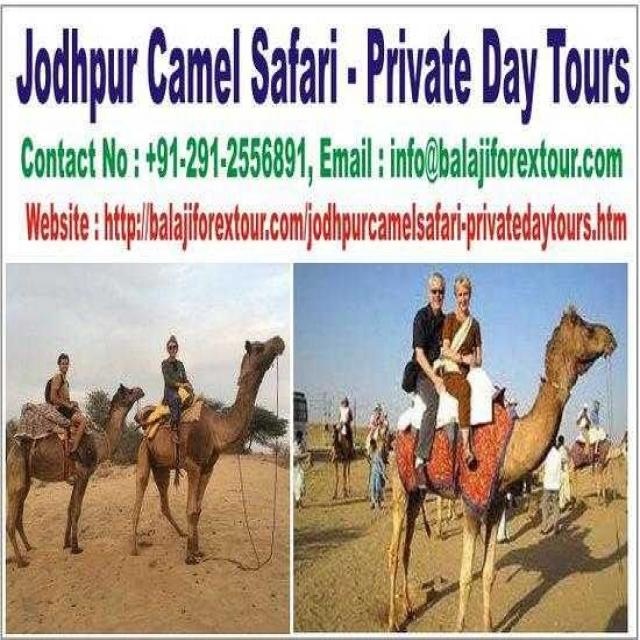 Jodhpur Camel Safari - Private Day Tours
Contact No : +91-291-2556891, Email : info@balajiforextour.com
Website : http://balajiforextour.com/jodhpurcamelsafari-privatedaytours.htm